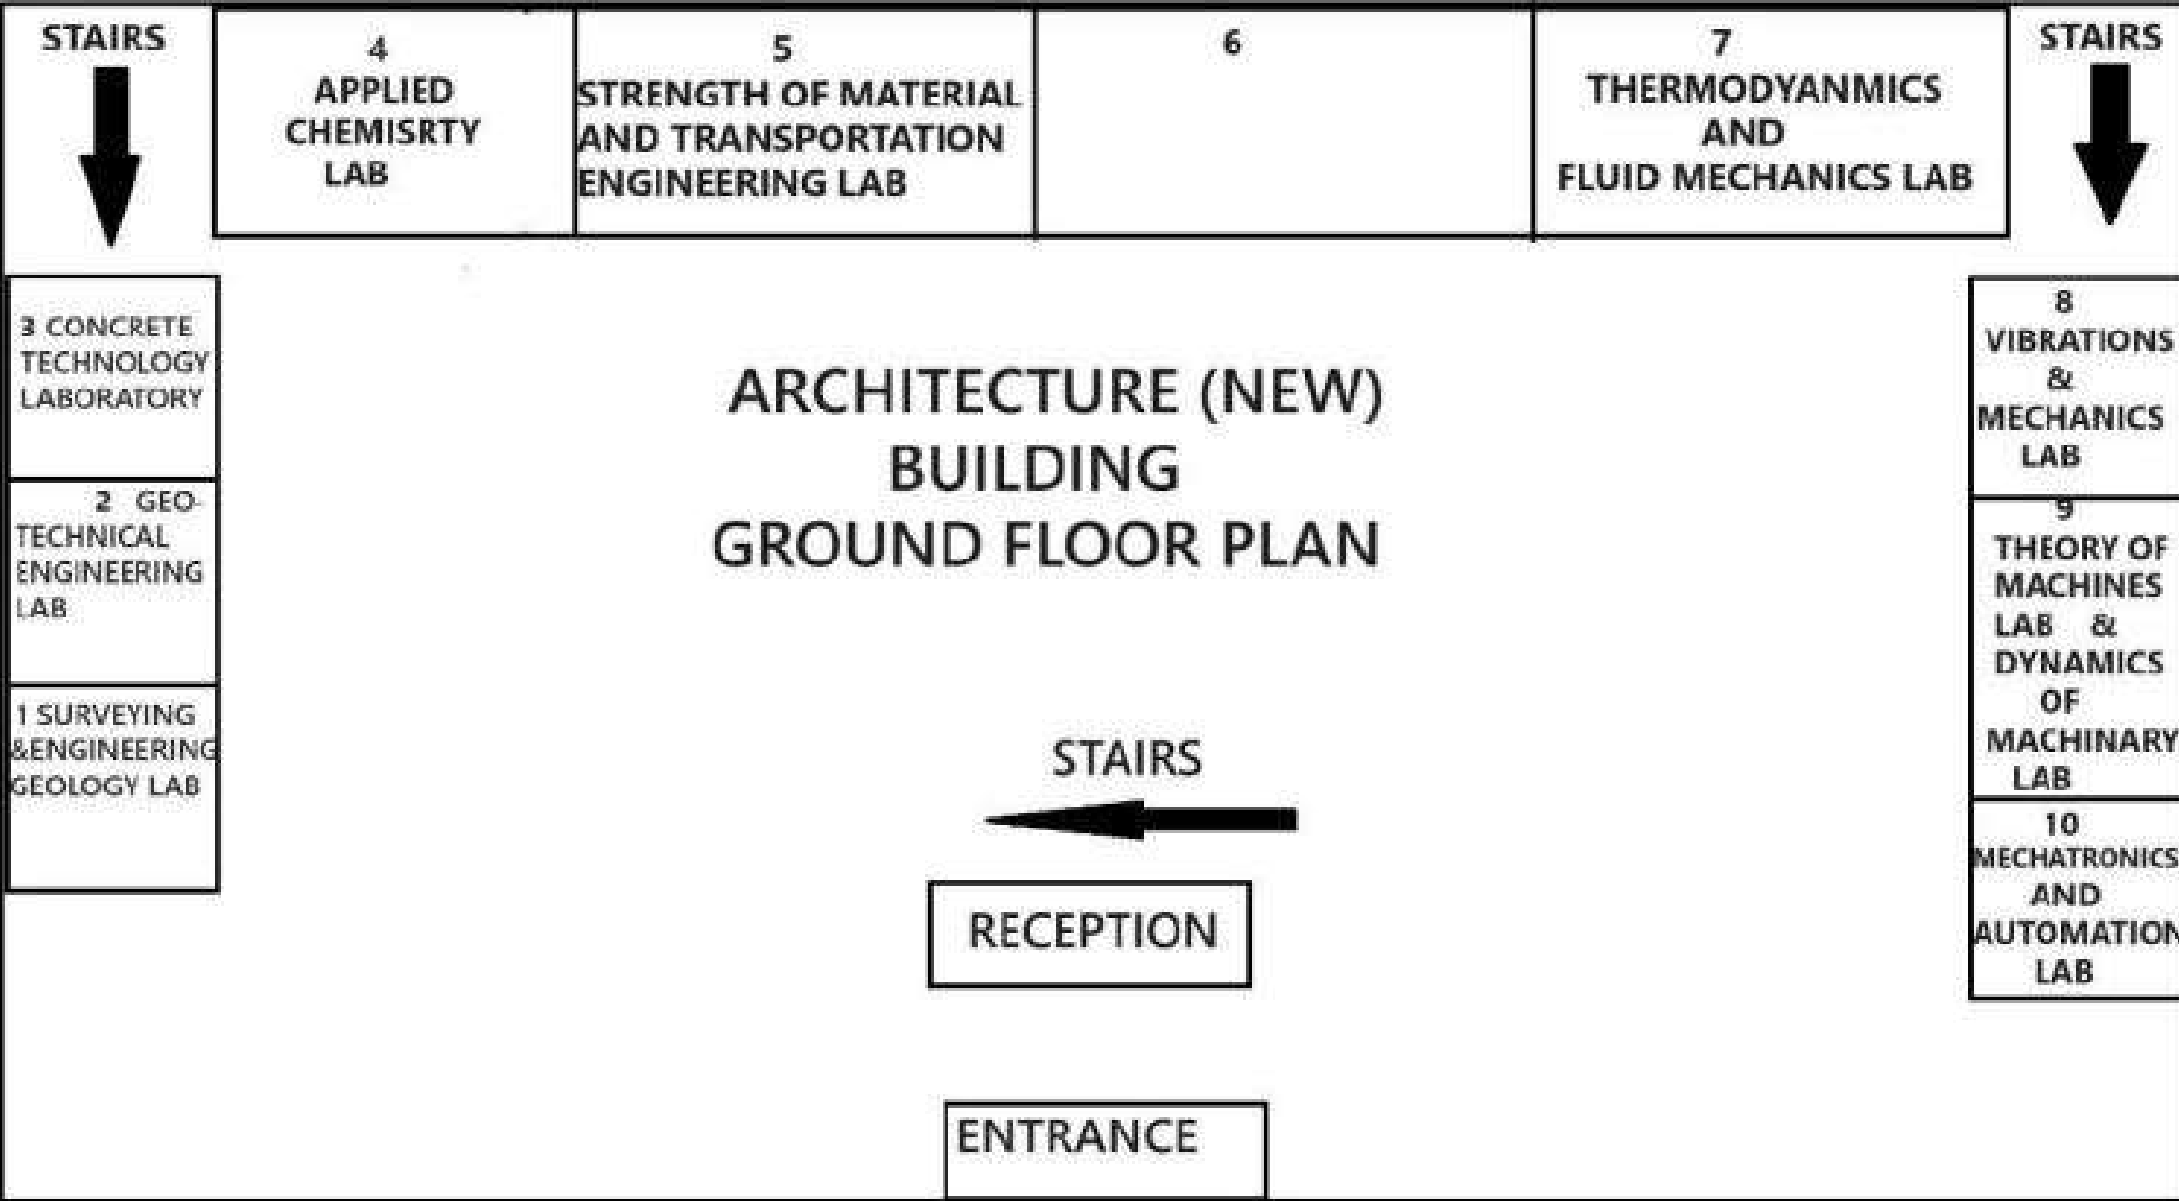 STAIRS
4
APPLIED
CHEMISRTY
LAB
5
STRENGTH OF MATERIAL
AND TRANSPORTATION
ENGINEERING LAB
6
7
THERMODYANMICS
AND
FLUID MECHANICS LAB
STAIRS
3 CONCRETE
TECHNOLOGY
LABORATORY
2 GEO-
TECHNICAL
ENGINEERING
LAB
1 SURVEYING
&ENGINEERING
GEOLOGY LAB
ARCHITECTURE (NEW)
BUILDING
GROUND FLOOR PLAN
STAIRS
RECEPTION
ENTRANCE
8
VIBRATIONS
&
MECHANICS
LAB
9
THEORY OF
MACHINES
LAB &
DYNAMICS
OF
MACHINARY
LAB
10
MECHATRONICS
AND
AUTOMATION
LAB